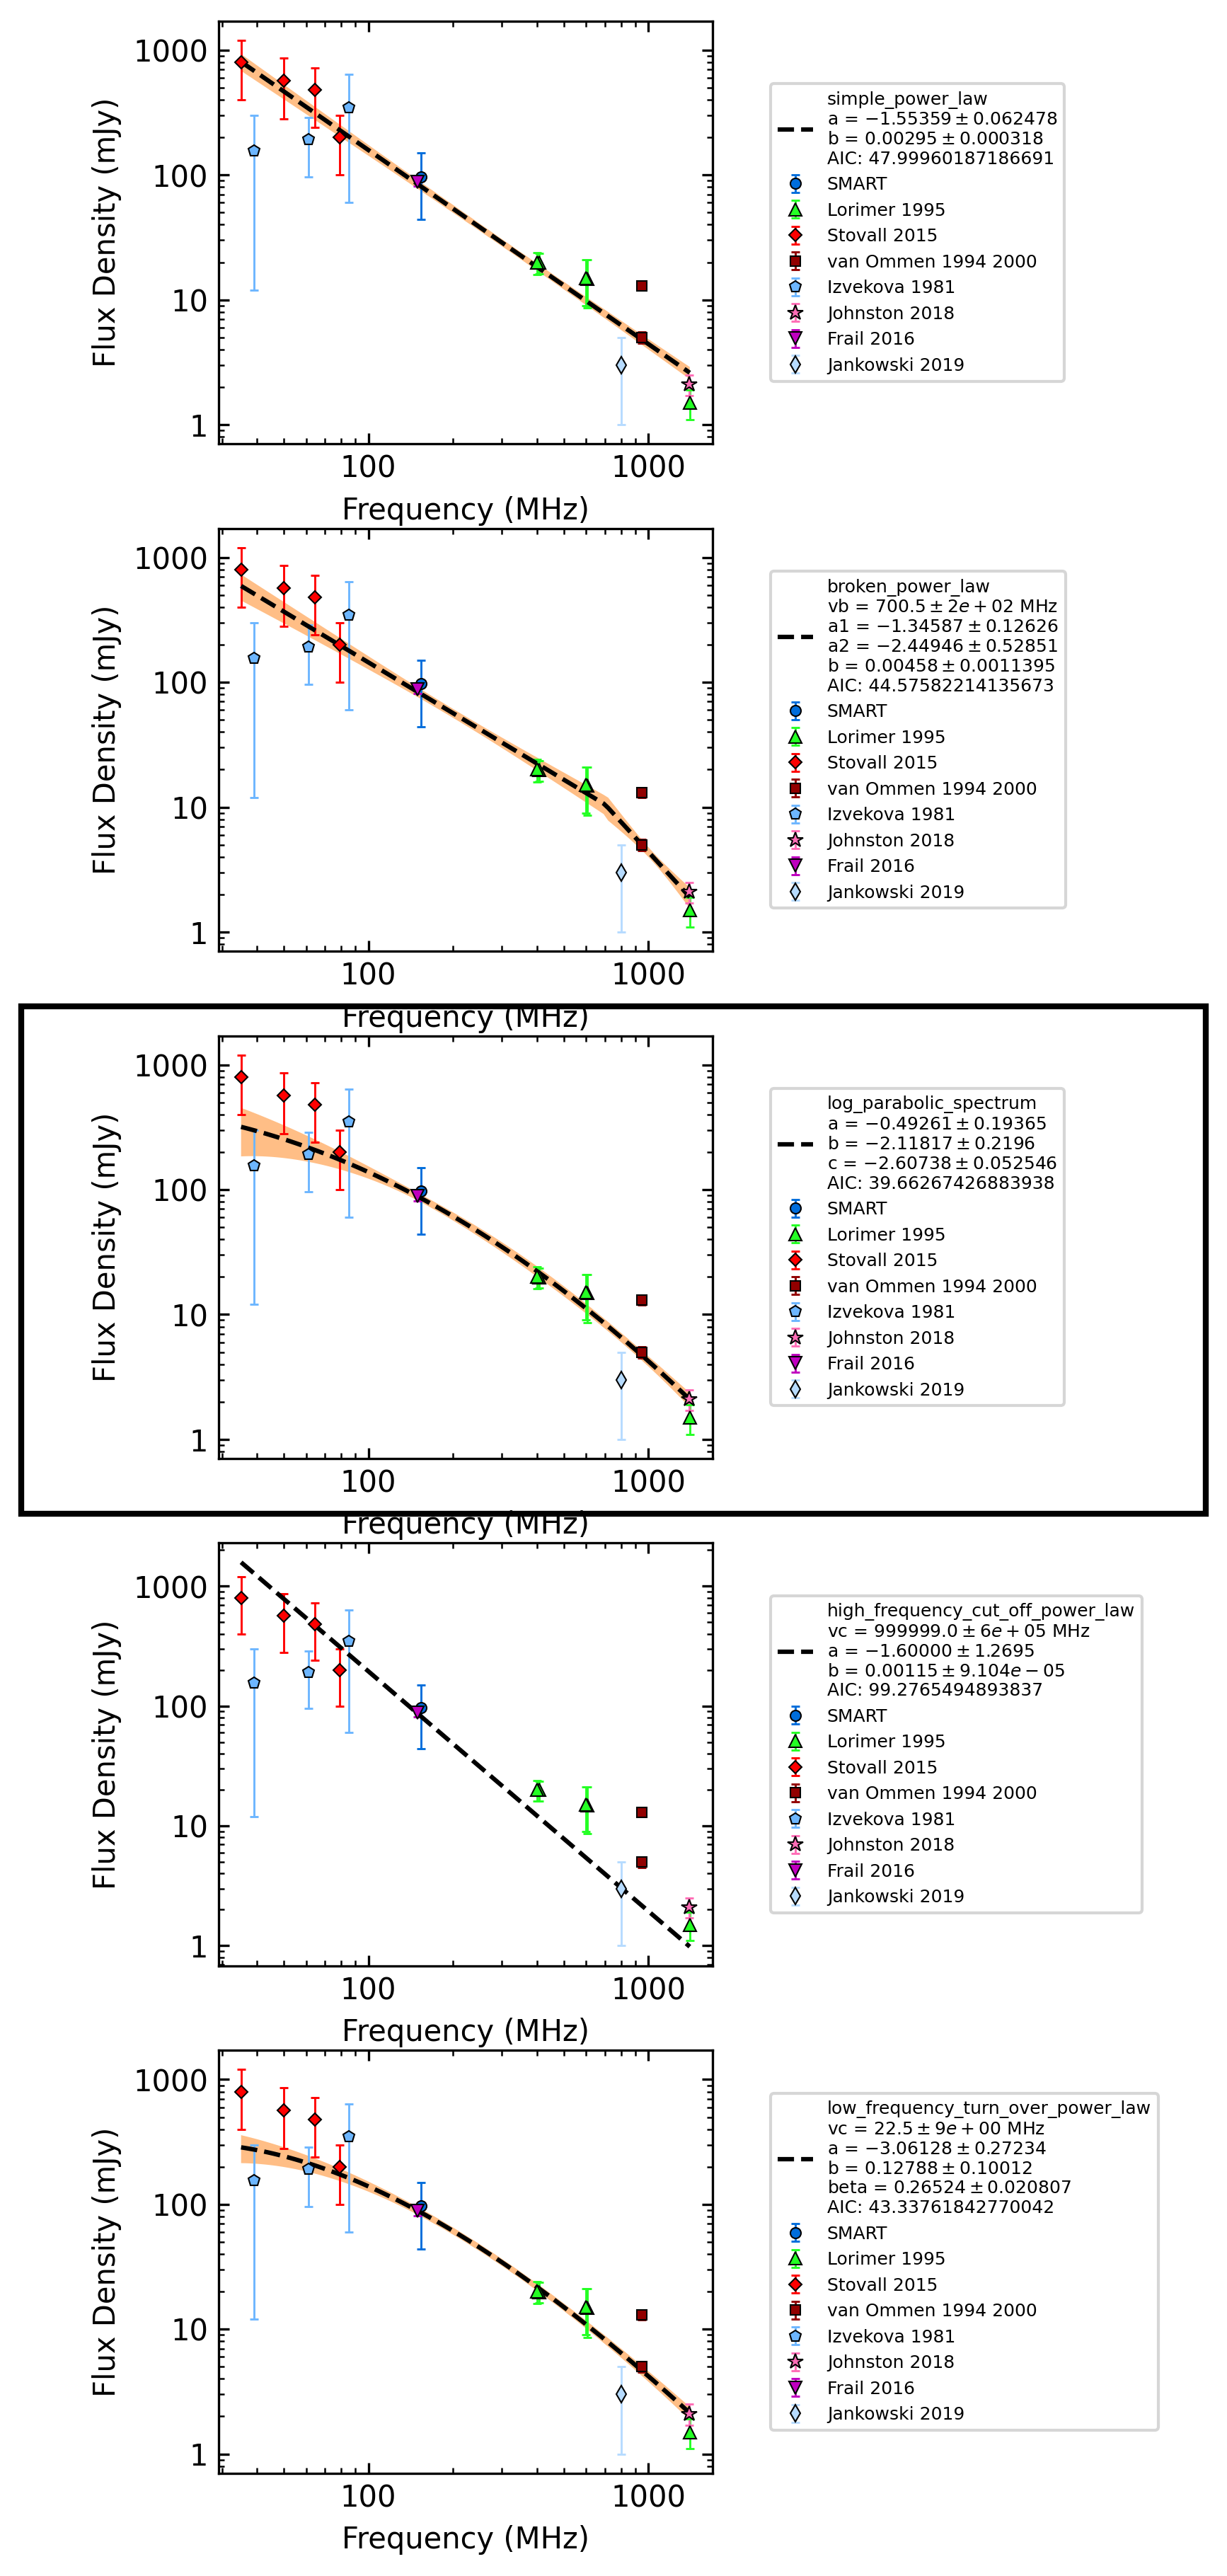 1000
100
10
1
Flux Density (mJy)
100
1000
Frequency (MHz)
simple_power_law
a = −1.55359 ± 0.062478
b = 0.00295 ± 0.000318
AIC: 47.99960187186691
SMART
Lorimer 1995
Stovall 2015
van Ommen 1994 2000
Izvekova 1981
Johnston 2018
Frail 2016
Jankowski 2019
1000
100
10
1
Flux Density (mJy)
100
1000
Frequency (MHz)
broken_power_law
vb = 700.5 ± 2e + 02 MHz
a1 = −1.34587 ± 0.12626
a2 = −2.44946 ± 0.52851
b = 0.00458 ± 0.0011395
AIC: 44.57582214135673
SMART
Lorimer 1995
Stovall 2015
van Ommen 1994 2000
Izvekova 1981
Johnston 2018
Frail 2016
Jankowski 2019
1000
100
10
1
Flux Density (mJy)
100
1000
Frequency (MHz)
log_parabolic_spectrum
a = −0.49261 ± 0.19365
b = −2.11817 ± 0.2196
c = −2.60738 ± 0.052546
AIC: 39.66267426883938
SMART
Lorimer 1995
Stovall 2015
van Ommen 1994 2000
Izvekova 1981
Johnston 2018
Frail 2016
Jankowski 2019
1000
100
10
1
Flux Density (mJy)
100
1000
Frequency (MHz)
high_frequency_cut_off_power_law
vc = 999999.0 ± 6e + 05 MHz
a = −1.60000 ± 1.2695
b = 0.00115 ± 9.104e − 05
AIC: 99.2765494893837
SMART
Lorimer 1995
Stovall 2015
van Ommen 1994 2000
Izvekova 1981
Johnston 2018
Frail 2016
Jankowski 2019
1000
100
10
1
Flux Density (mJy)
100
1000
Frequency (MHz)
low_frequency_turn_over_power_law
vc = 22.5 ± 9e + 00 MHz
a = −3.06128 ± 0.27234
b = 0.12788 ± 0.10012
beta = 0.26524 ± 0.020807
AIC: 43.33761842770042
SMART
Lorimer 1995
Stovall 2015
van Ommen 1994 2000
Izvekova 1981
Johnston 2018
Frail 2016
Jankowski 2019